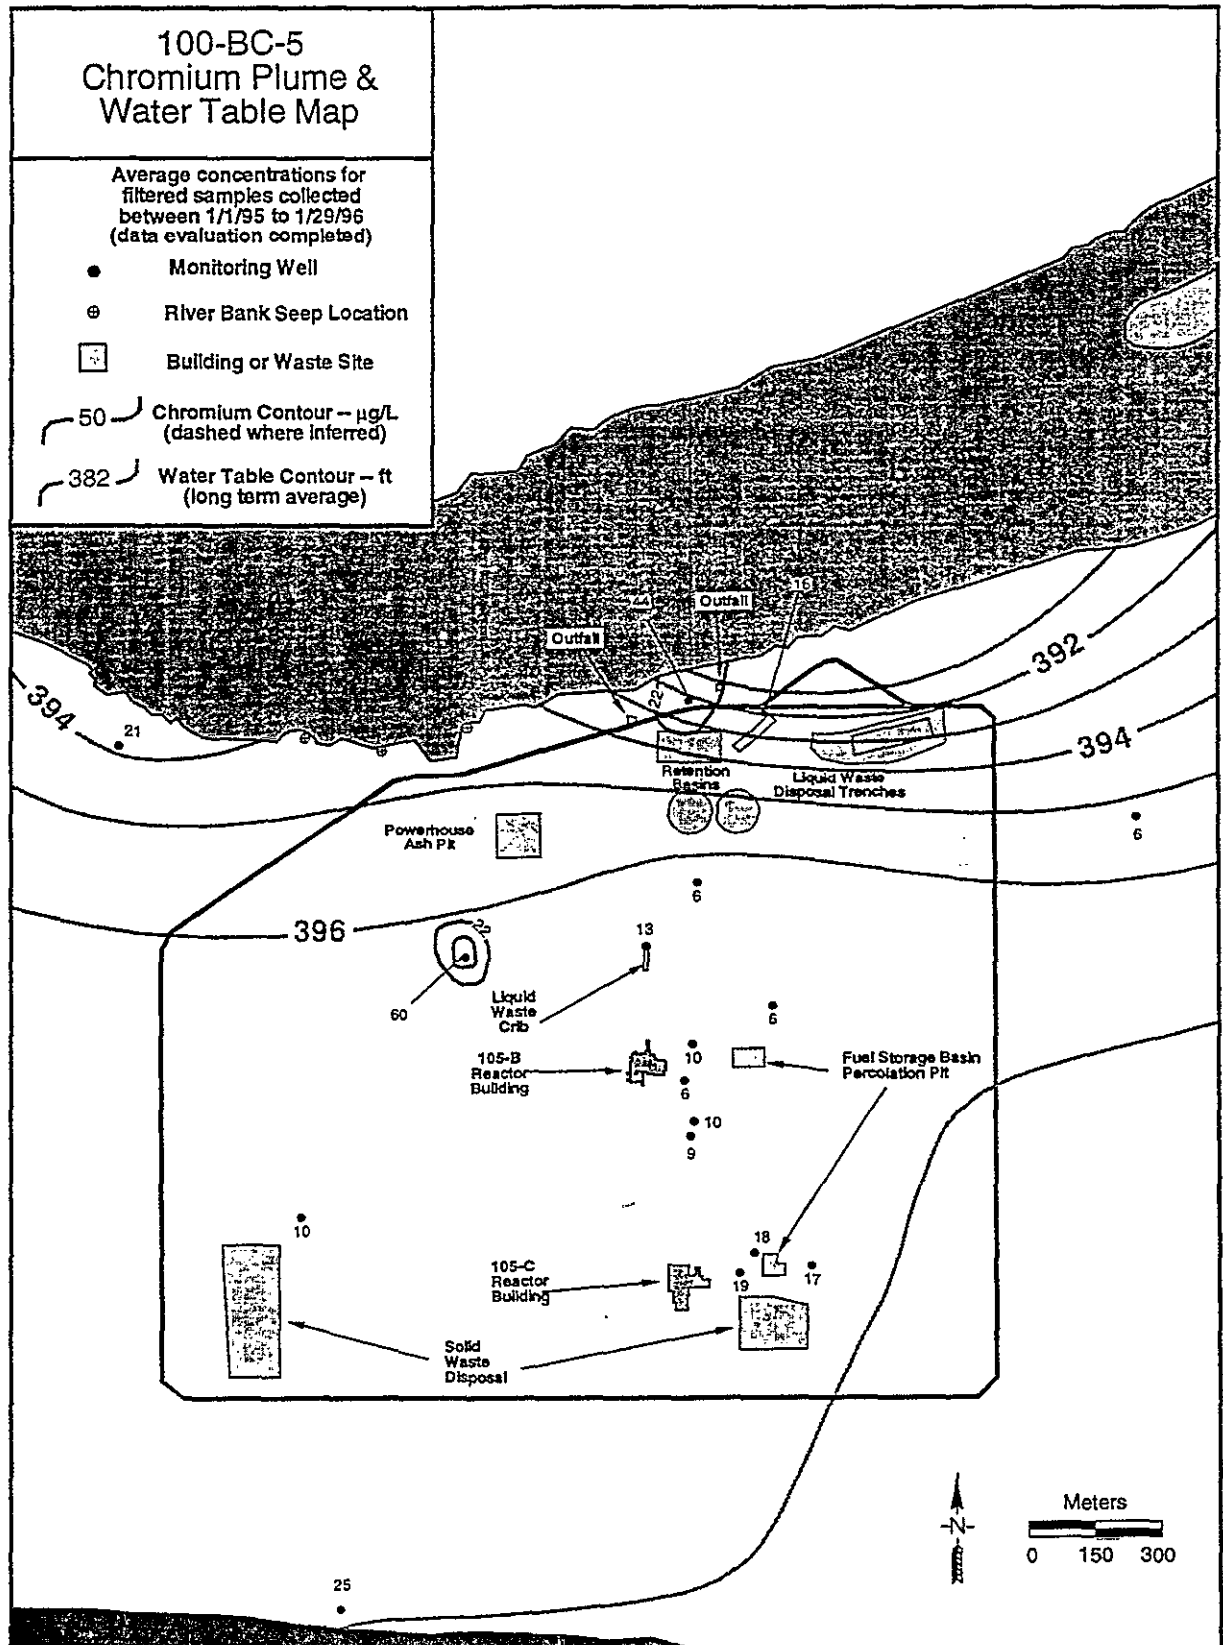 100-BC-5
Chromium Plume &
Water Table Map
Average concentrations for
filtered samples collected
between 1/1/95 to 1/29/96
(data evaluation completed)
Monitoring Well
River Bank Seep Location
Building or Waste Site
50
Chromium Contour – µg/L
(dashed where inferred)
382
Water Table Contour – ft
(long term average)
16
44
Outfall
Outfall
392
22
394
21
394
Retention
Basins
Liquid Waste
Disposal Trenches
Powerhouse
Ash Pit
6
6
396
22
13
60
Liquid
Waste
Crib
6
10
105-B
Reactor
Building
Fuel Storage Basin
Percolation Pit
6
10
9
10
18
105-C
Reactor
Building
19
17
Solid
Waste
Disposal
N
Meters
0 150 300
25